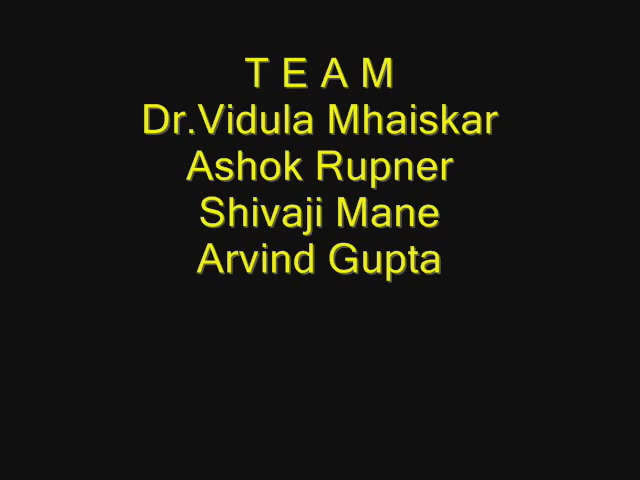 T E A M
Dr.Vidula Mhaiskar
Ashok Rupner
Shivaji Mane
Arvind Gupta